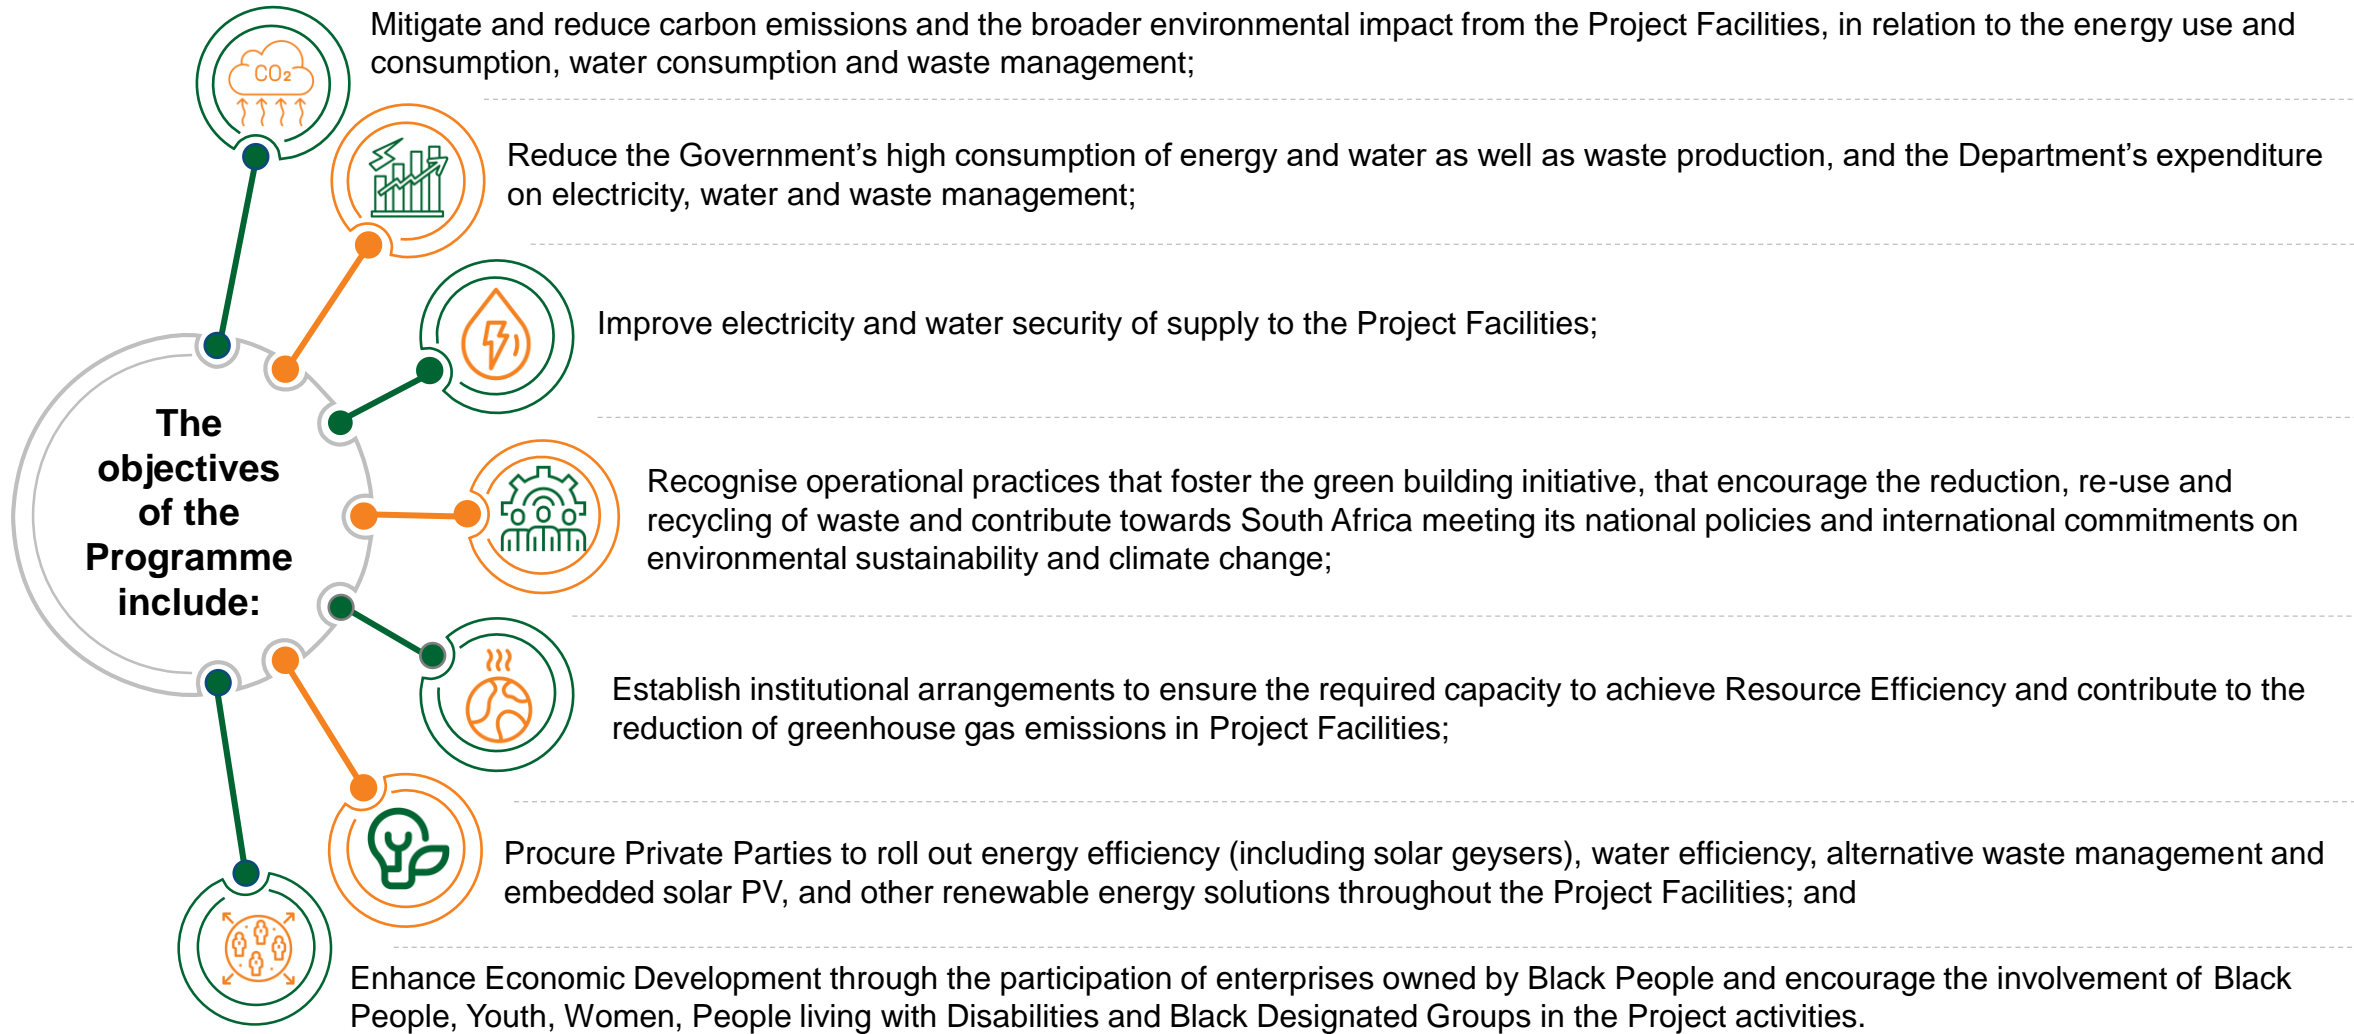 Mitigate and reduce carbon emissions and the broader environmental impact from the Project Facilities, in relation to the energy use and
consumption, water consumption and waste management;
CO₂
Reduce the Government’s high consumption of energy and water as well as waste production, and the Department’s expenditure
on electricity, water and waste management;
Improve electricity and water security of supply to the Project Facilities;
The
objectives
of the
Programme
include:
Recognise operational practices that foster the green building initiative, that encourage the reduction, re-use and
recycling of waste and contribute towards South Africa meeting its national policies and international commitments on
environmental sustainability and climate change;
Establish institutional arrangements to ensure the required capacity to achieve Resource Efficiency and contribute to the
reduction of greenhouse gas emissions in Project Facilities;
Procure Private Parties to roll out energy efficiency (including solar geysers), water efficiency, alternative waste management and
embedded solar PV, and other renewable energy solutions throughout the Project Facilities; and
Enhance Economic Development through the participation of enterprises owned by Black People and encourage the involvement of Black
People, Youth, Women, People living with Disabilities and Black Designated Groups in the Project activities.